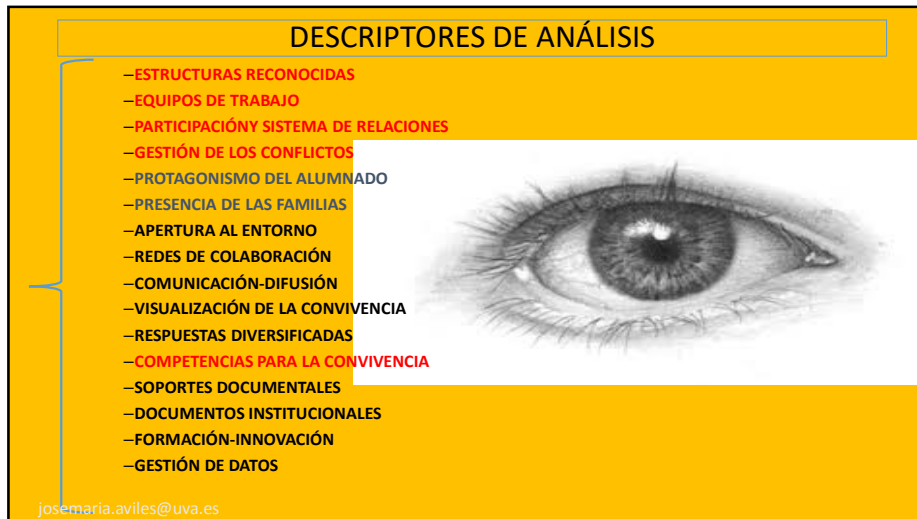 DESCRIPTORES DE ANÁLISIS
–ESTRUCTURAS RECONOCIDAS
–EQUIPOS DE TRABAJO
–PARTICIPACIÓNY SISTEMA DE RELACIONES
–GESTIÓN DE LOS CONFLICTOS
–PROTAGONISMO DEL ALUMNADO
–PRESENCIA DE LAS FAMILIAS
–APERTURA AL ENTORNO
–REDES DE COLABORACIÓN
–COMUNICACIÓN-DIFUSIÓN
–VISUALIZACIÓN DE LA CONVIVENCIA
–RESPUESTAS DIVERSIFICADAS
–COMPETENCIAS PARA LA CONVIVENCIA
–SOPORTES DOCUMENTALES
–DOCUMENTOS INSTITUCIONALES
–FORMACIÓN-INNOVACIÓN
–GESTIÓN DE DATOS
josemaria.aviles@uva.es